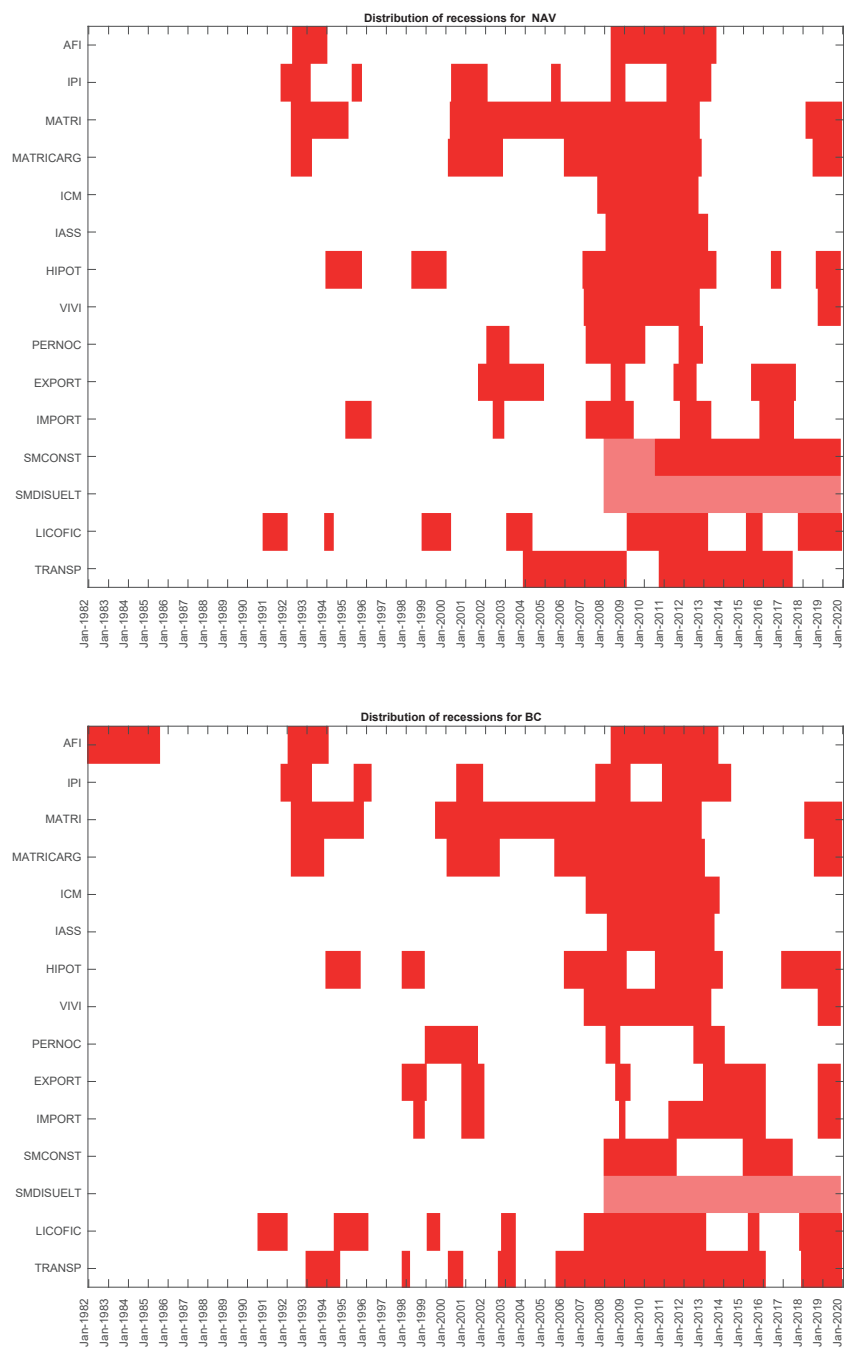 Distribution of recessions for NAV
AFI
IPI
MATRI
MATRICARG
ICM
IASS
HIPOT
VIVI
PERNOC
EXPORT
IMPORT
SMCONST
SMDISUELT
LICOFIC
TRANSP
Jan-1982
Jan-1983
Jan-1984
Jan-1985
Jan-1986
Jan-1987
Jan-1988
Jan-1989
Jan-1990
Jan-1991
Jan-1992
Jan-1993
Jan-1994
Jan-1995
Jan-1996
Jan-1997
Jan-1998
Jan-1999
Jan-2000
Jan-2001
Jan-2002
Jan-2003
Jan-2004
Jan-2005
Jan-2006
Jan-2007
Jan-2008
Jan-2009
Jan-2010
Jan-2011
Jan-2012
Jan-2013
Jan-2014
Jan-2015
Jan-2016
Jan-2017
Jan-2018
Jan-2019
Jan-2020
Distribution of recessions for BC
AFI
IPI
MATRI
MATRICARG
ICM
IASS
HIPOT
VIVI
PERNOC
EXPORT
IMPORT
SMCONST
SMDISUELT
LICOFIC
TRANSP
Jan-1982
Jan-1983
Jan-1984
Jan-1985
Jan-1986
Jan-1987
Jan-1988
Jan-1989
Jan-1990
Jan-1991
Jan-1992
Jan-1993
Jan-1994
Jan-1995
Jan-1996
Jan-1997
Jan-1998
Jan-1999
Jan-2000
Jan-2001
Jan-2002
Jan-2003
Jan-2004
Jan-2005
Jan-2006
Jan-2007
Jan-2008
Jan-2009
Jan-2010
Jan-2011
Jan-2012
Jan-2013
Jan-2014
Jan-2015
Jan-2016
Jan-2017
Jan-2018
Jan-2019
Jan-2020